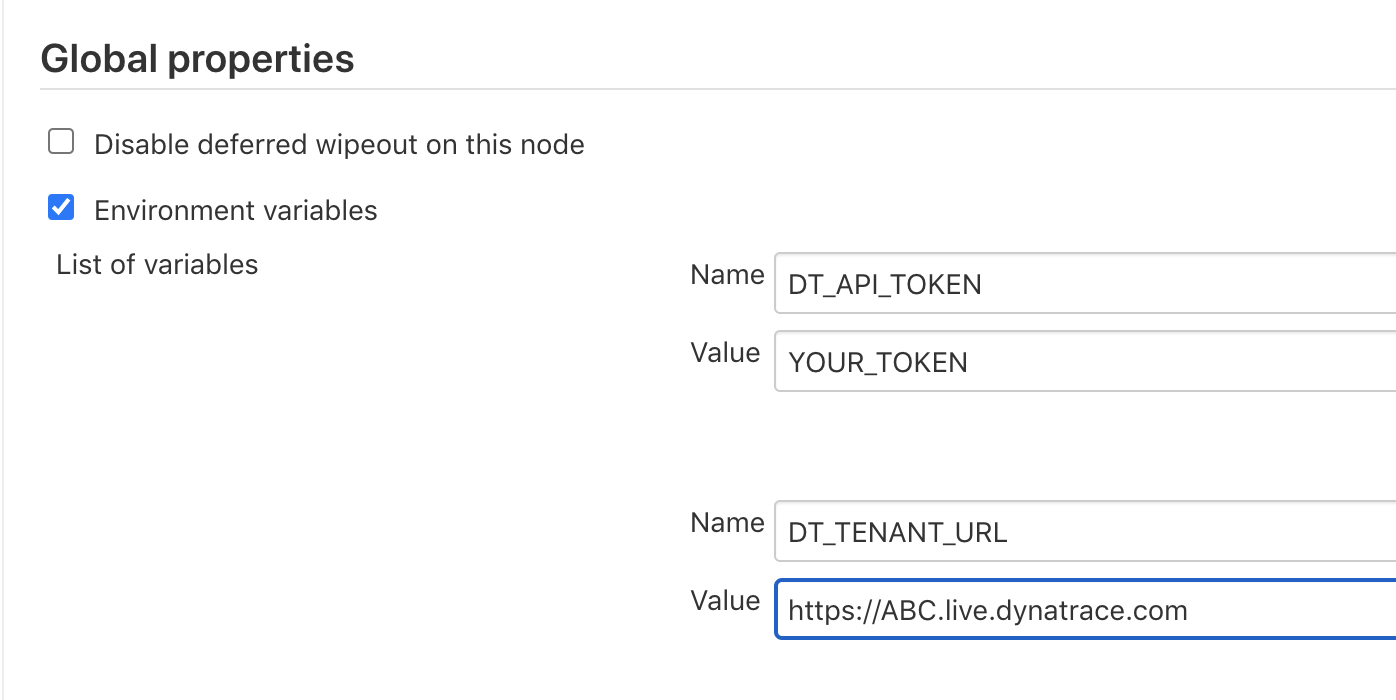 Global properties
Disable deferred wipeout on this node
Environment variables
List of variables
Name DT_API_TOKEN
Value YOUR_TOKEN
Name DT_TENANT_URL
Value https://ABC.live.dynatrace.com